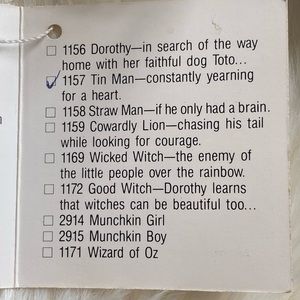 1156 Dorothy—in search of the way
home with her faithful dog Toto...
1157 Tin Man—constantly yearning
for a heart.
1158 Straw Man—if he only had a brain.
1159 Cowardly Lion—chasing his tail
while looking for courage.
1169 Wicked Witch—the enemy of
the little people over the rainbow.
1172 Good Witch—Dorothy learns
that witches can be beautiful too...
2914 Munchkin Girl
2915 Munchkin Boy
1171 Wizard of Oz